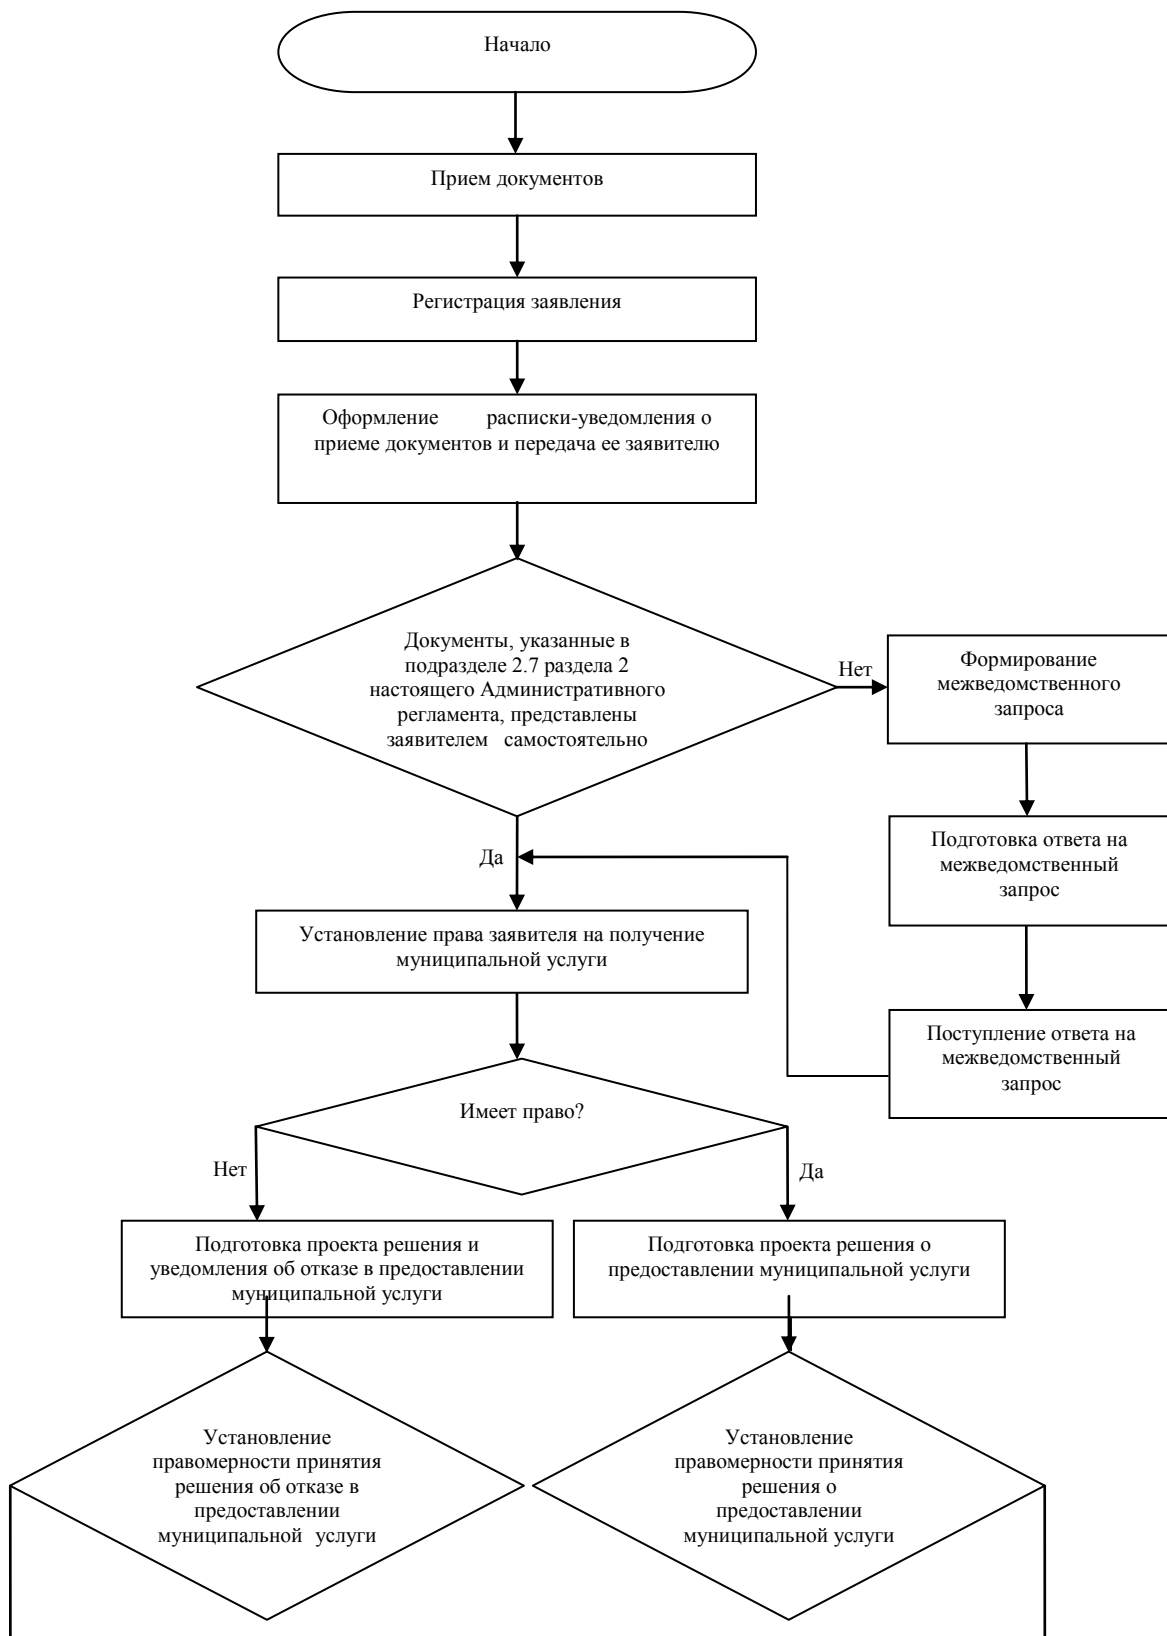 Начало
Прием документов
Регистрация заявления
Оформление расписки-уведомления о
приеме документов и передача ее заявителю
Документы, указанные в
подразделе 2.7 раздела 2
настоящего Административного
регламента, представлены
заявителем самостоятельно
Нет
Формирование
межведомственного
запроса
Подготовка ответа на
межведомственный
запрос
Да
Установление права заявителя на получение
муниципальной услуги
Поступление ответа на
межведомственный
запрос
Имеет право?
Нет
Да
Подготовка проекта решения и
уведомления об отказе в предоставлении
муниципальной услуги
Подготовка проекта решения о
предоставлении муниципальной услуги
Установление
правомерности принятия
решения об отказе в
предоставлении
муниципальной услуги
Установление
правомерности принятия
решения о
предоставлении
муниципальной услуги